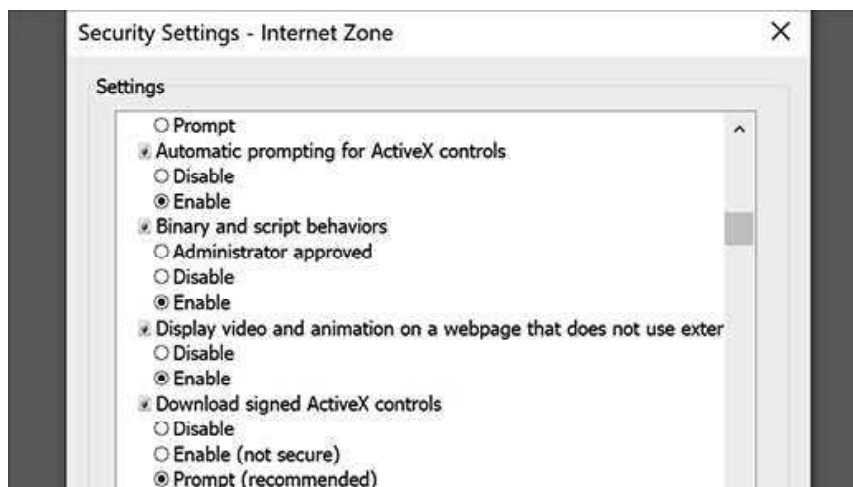 Security Settings - Internet Zone
Settings
Prompt
Automatic prompting for ActiveX controls
Disable
Enable
Binary and script behaviors
Administrator approved
Disable
Enable
Display video and animation on a webpage that does not use exter
Disable
Enable
Download signed ActiveX controls
Disable
Enable (not secure)
Prompt (recommended)